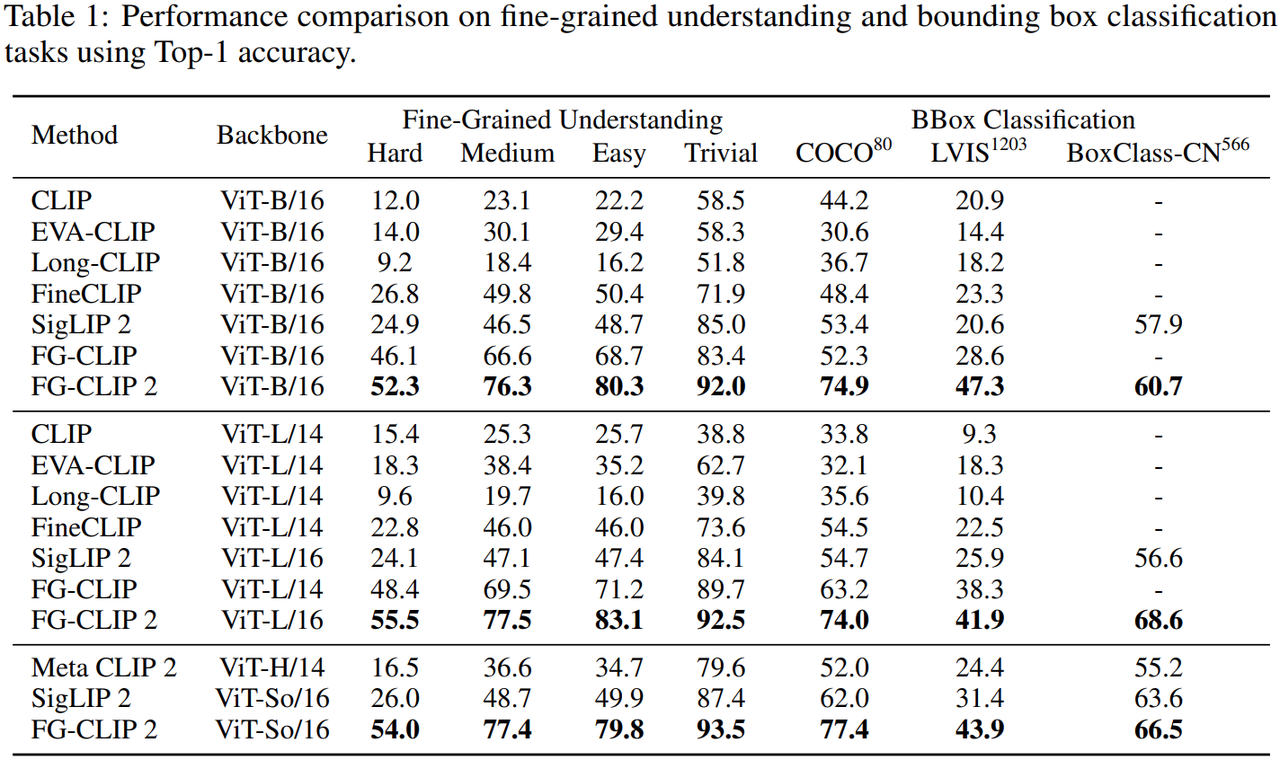 Table 1: Performance comparison on fine-grained understanding and bounding box classification
tasks using Top-1 accuracy.
Method Backbone Fine-Grained Understanding BBox Classification
Hard Medium Easy Trivial COCO80 LVIS1203 BoxClass-CN566
CLIP ViT-B/16 12.0 23.1 22.2 58.5 44.2 20.9 -
EVA-CLIP ViT-B/16 14.0 30.1 29.4 58.3 30.6 14.4 -
Long-CLIP ViT-B/16 9.2 18.4 16.2 51.8 36.7 18.2 -
FineCLIP ViT-B/16 26.8 49.8 50.4 71.9 48.4 23.3 -
SigLIP 2 ViT-B/16 24.9 46.5 48.7 85.0 53.4 20.6 57.9
FG-CLIP ViT-B/16 46.1 66.6 68.7 83.4 52.3 28.6 -
FG-CLIP 2 ViT-B/16 52.3 76.3 80.3 92.0 74.9 47.3 60.7
CLIP ViT-L/14 15.4 25.3 25.7 38.8 33.8 9.3 -
EVA-CLIP ViT-L/14 18.3 38.4 35.2 62.7 32.1 18.3 -
Long-CLIP ViT-L/14 9.6 19.7 16.0 39.8 35.6 10.4 -
FineCLIP ViT-L/14 22.8 46.0 46.0 73.6 54.5 22.5 -
SigLIP 2 ViT-L/16 24.1 47.1 47.4 84.1 54.7 25.9 56.6
FG-CLIP ViT-L/14 48.4 69.5 71.2 89.7 63.2 38.3 -
FG-CLIP 2 ViT-L/16 55.5 77.5 83.1 92.5 74.0 41.9 68.6
Meta CLIP 2 ViT-H/14 16.5 36.6 34.7 79.6 52.0 24.4 55.2
SigLIP 2 ViT-So/16 26.0 48.7 49.9 87.4 62.0 31.4 63.6
FG-CLIP 2 ViT-So/16 54.0 77.4 79.8 93.5 77.4 43.9 66.5